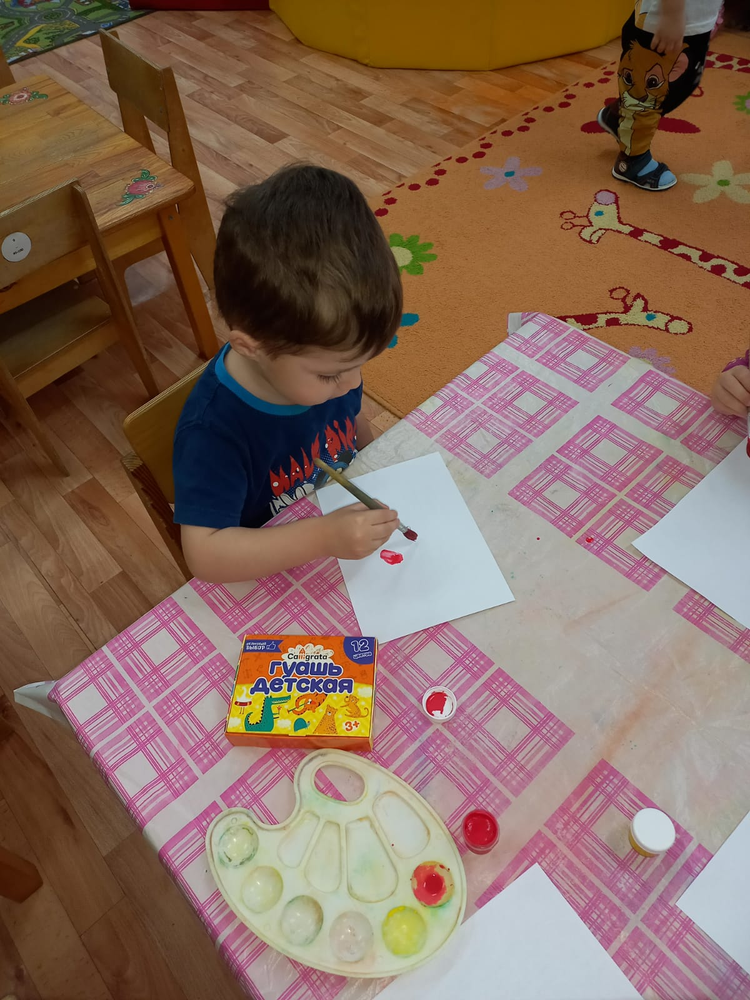 ОТЛИЧНЫЙ
ВЫБОР
Calligrata
12
ЦВЕТОВ
гуашь
детская
3+